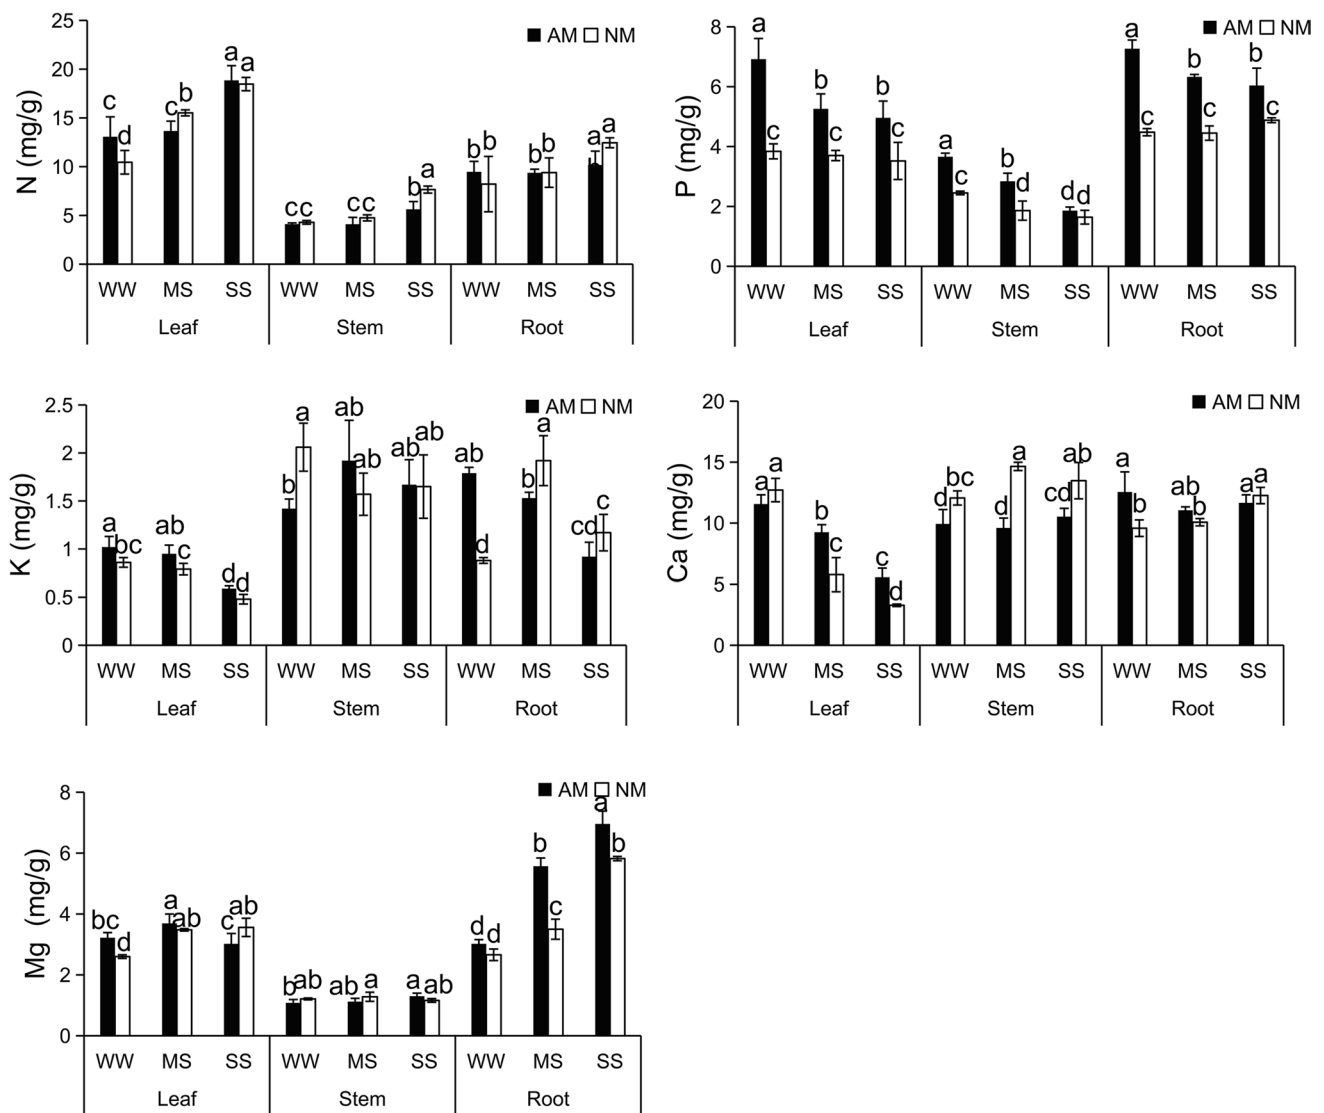 N (mg/g)
25
20
15
10
5
0
AM NM
c d c b a a
c c c c b a
b b b b a b a
WW MS SS WW MS SS WW MS SS
Leaf Stem Root
P (mg/g)
8
6
4
2
0
AM NM
a c b c b c
a c b d d d
a c b c b c
WW MS SS WW MS SS WW MS SS
Leaf Stem Root
K (mg/g)
2.5
2
1.5
1
0.5
0
AM NM
a bc ab c d d
b a ab ab ab ab
ab d b a cd c
WW MS SS WW MS SS WW MS SS
Leaf Stem Root
Ca (mg/g)
20
15
10
5
0
AM NM
a a b c c d
d bc d a cd ab
a b ab b a a
WW MS SS WW MS SS WW MS SS
Leaf Stem Root
Mg (mg/g)
8
6
4
2
0
AM NM
bc d a ab c ab
b ab ab a a ab
d d b c a b
WW MS SS WW MS SS WW MS SS
Leaf Stem Root